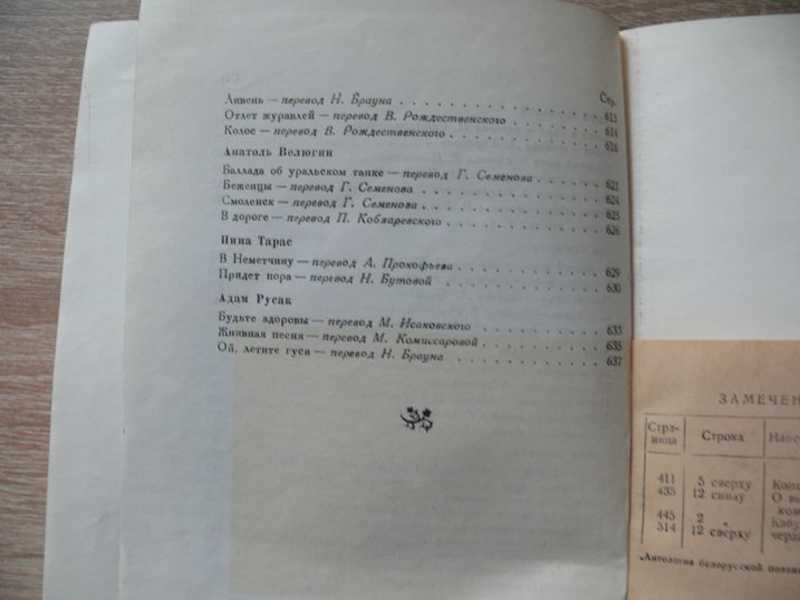 Стр.
Ливень — перевод Н. Брауна . . . . . . . . . . . . . 613
Отлет журавлей — перевод В. Рождественского . . . . . . 614
Колос — перевод В. Рождественского . . . . . . . . . . 616
Анатоль Велюгин
Баллада об уральском танке — перевод Г. Семенова . . . . 621
Беженцы — перевод Г. Семенова . . . . . . . . . . . . 624
Смоленск — перевод Г. Семенова . . . . . . . . . . . . 625
В дороге — перевод П. Кобзаревского . . . . . . . . . . 626
Нина Тарас
В Неметчину — перевод А. Прокофьева . . . . . . . . . . 629
Придет пора — перевод Н. Бутовой . . . . . . . . . . . 630
Адам Русак
Будьте здоровы — перевод М. Исаковского . . . . . . . . 633
Жнивная песня — перевод М. Комиссаровой . . . . . . . . 635
Ой, летите гуси — перевод Н. Брауна . . . . . . . . . . 637
ЗАМЕЧЕН
Стра-
ница Строка Напе
411 5 сверху
435 12 снизу О
445 2
514 12 сверху
„Антология белорусской поэзи